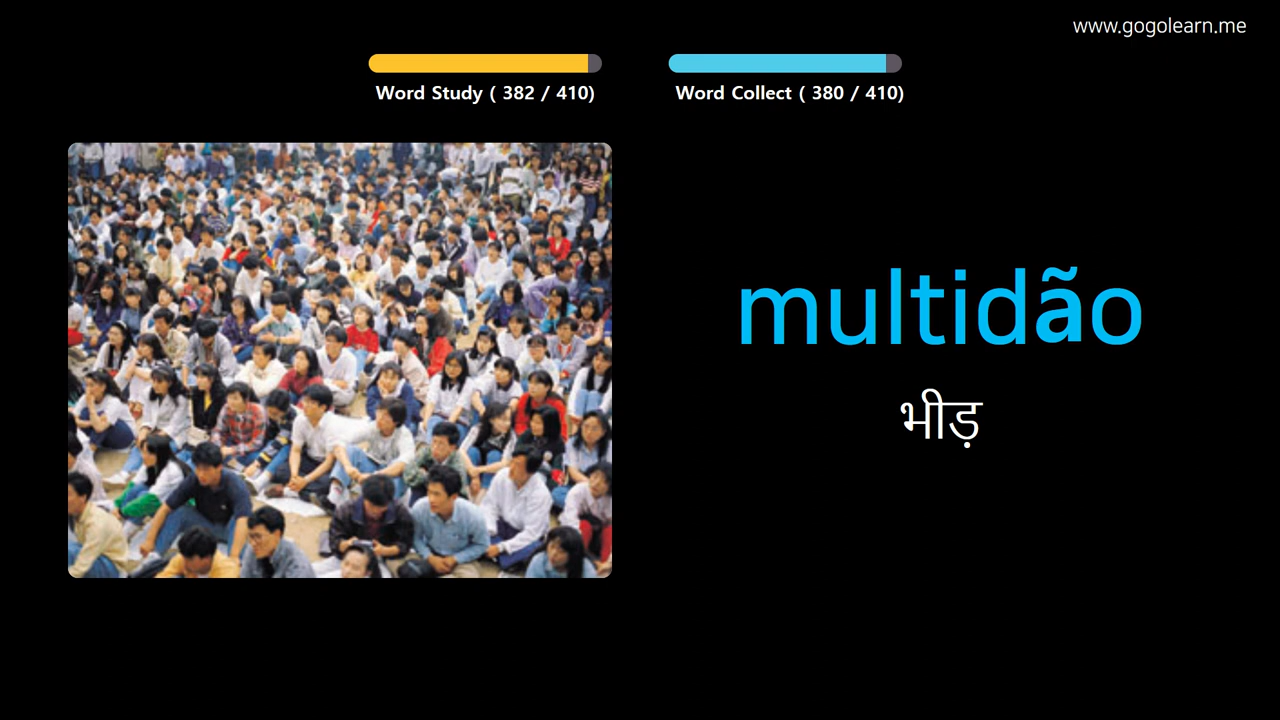 www.gogolearn.me
Word Study ( 382 / 410)
Word Collect ( 380 / 410)
multidão
भीड़